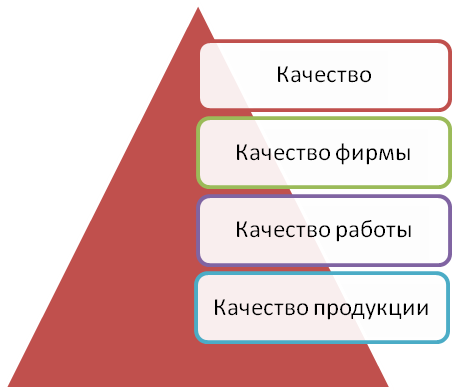 Качество
Качество фирмы
Качество работы
Качество продукции